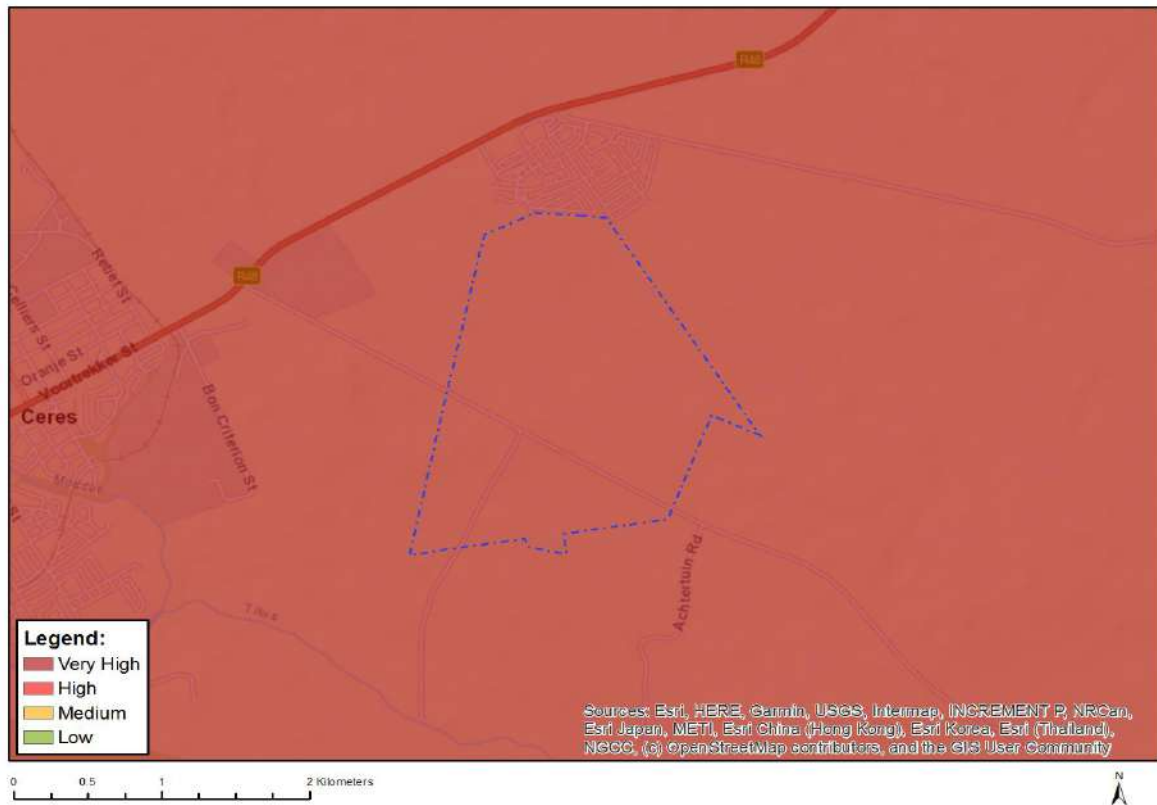 R46
R46
Retief St
Celliers St
Oranje St
Voortrekker St
Bon Criterion St
Ceres
St
Achtertuin Rd
Titus
Legend:
Very High
High
Medium
Low
Sources: Esri, HERE, Garmin, USGS, Intermap, INCREMENT P, NRCan,
Esri Japan, METI, Esri China (Hong Kong), Esri Korea, Esri (Thailand),
NGCC, (c) OpenStreetMap contributors, and the GIS User Community
0 0.5 1 2 Kilometers
N